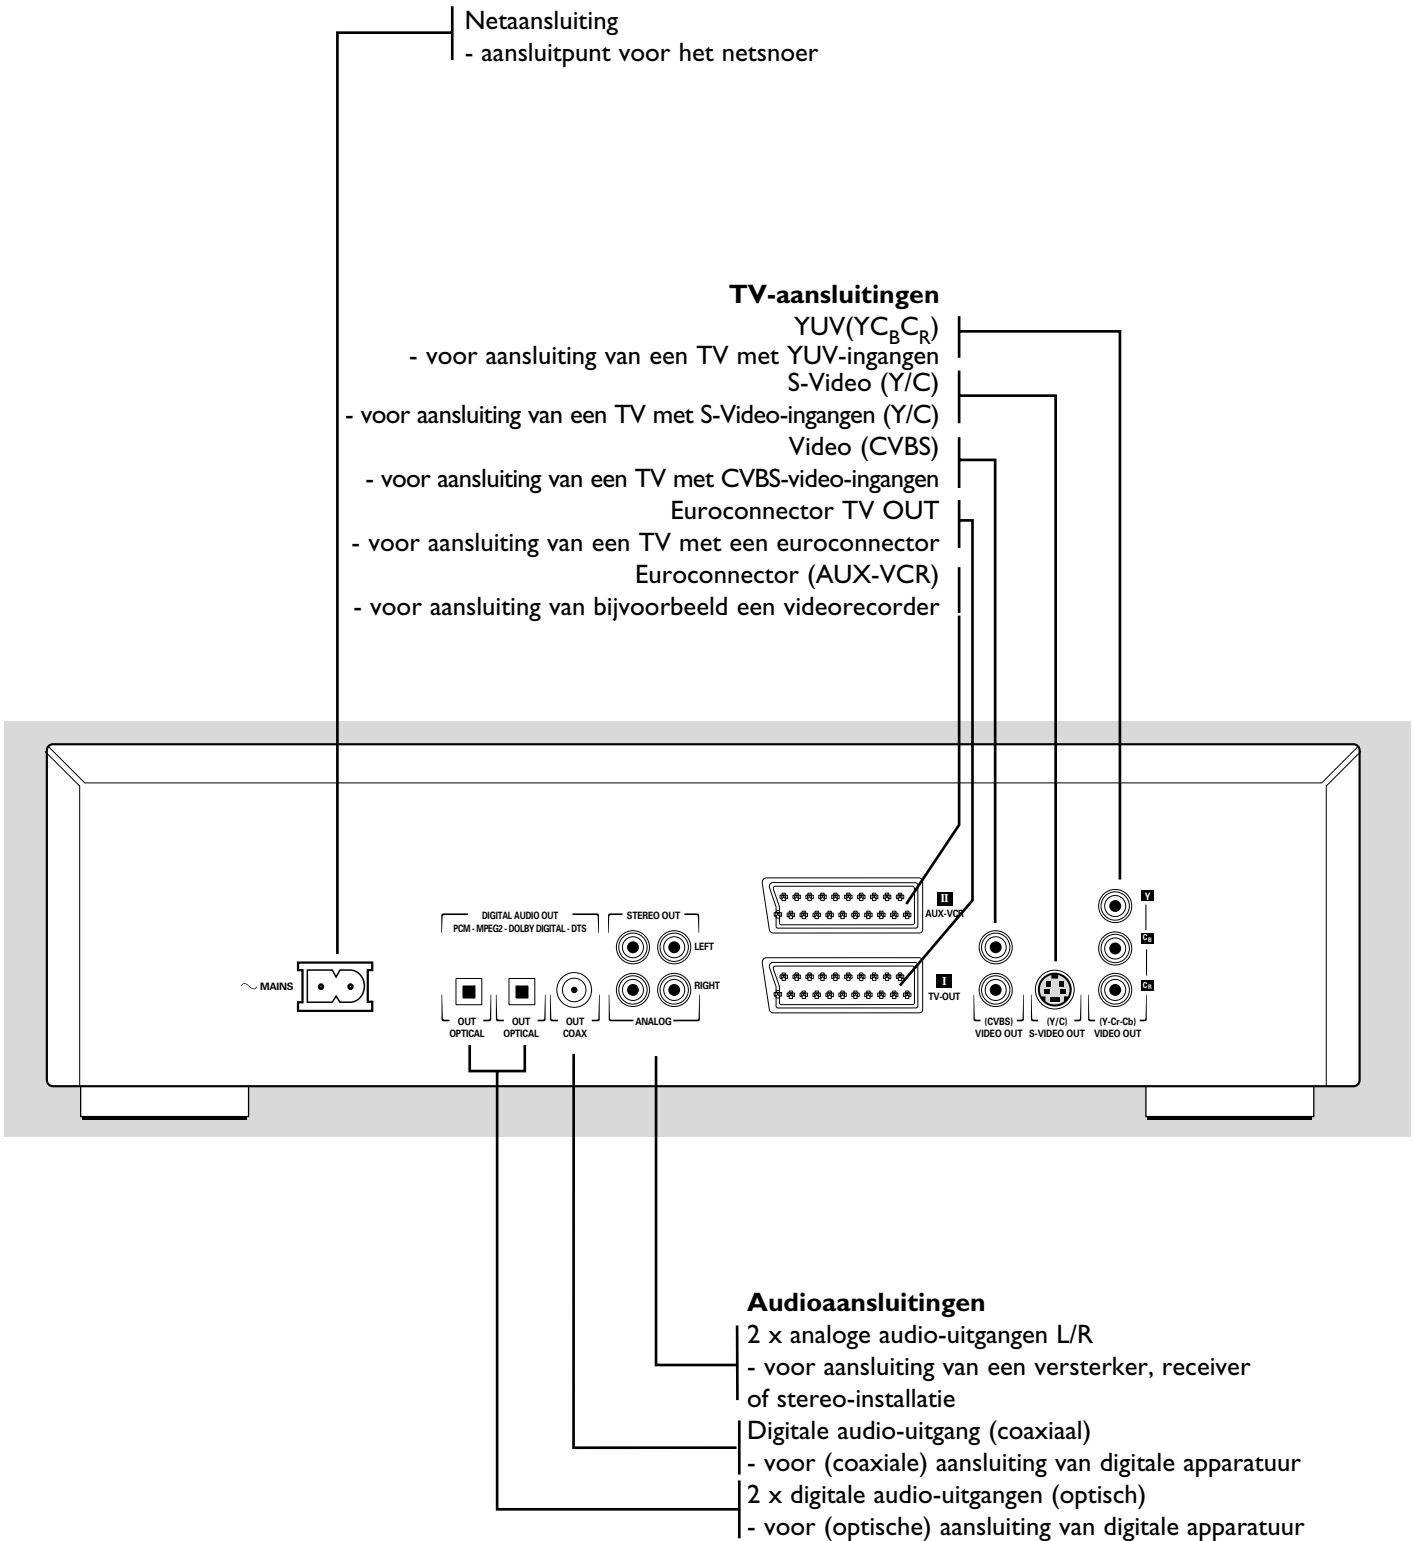 Netaansluiting
- aansluitpunt voor het netsnoer
TV-aansluitingen
YUV(YCBCR)
- voor aansluiting van een TV met YUV-ingangen
S-Video (Y/C)
- voor aansluiting van een TV met S-Video-ingangen (Y/C)
Video (CVBS)
- voor aansluiting van een TV met CVBS-video-ingangen
Euroconnector TV OUT
- voor aansluiting van een TV met een euroconnector
Euroconnector (AUX-VCR)
- voor aansluiting van bijvoorbeeld een videorecorder
~ MAINS
DIGITAL AUDIO OUT
PCM - MPEG2 - DOLBY DIGITAL - DTS
OUT
OPTICAL
OUT
OPTICAL
OUT
COAX
STEREO OUT
LEFT
RIGHT
ANALOG
II
AUX-VCR
I
TV-OUT
(CVBS)
VIDEO OUT
(Y/C)
S-VIDEO OUT
Y
CB
CR
(Y-Cr-Cb)
VIDEO OUT
Audioaansluitingen
2 x analoge audio-uitgangen L/R
- voor aansluiting van een versterker, receiver
of stereo-installatie
Digitale audio-uitgang (coaxiaal)
- voor (coaxiale) aansluiting van digitale apparatuur
2 x digitale audio-uitgangen (optisch)
- voor (optische) aansluiting van digitale apparatuur